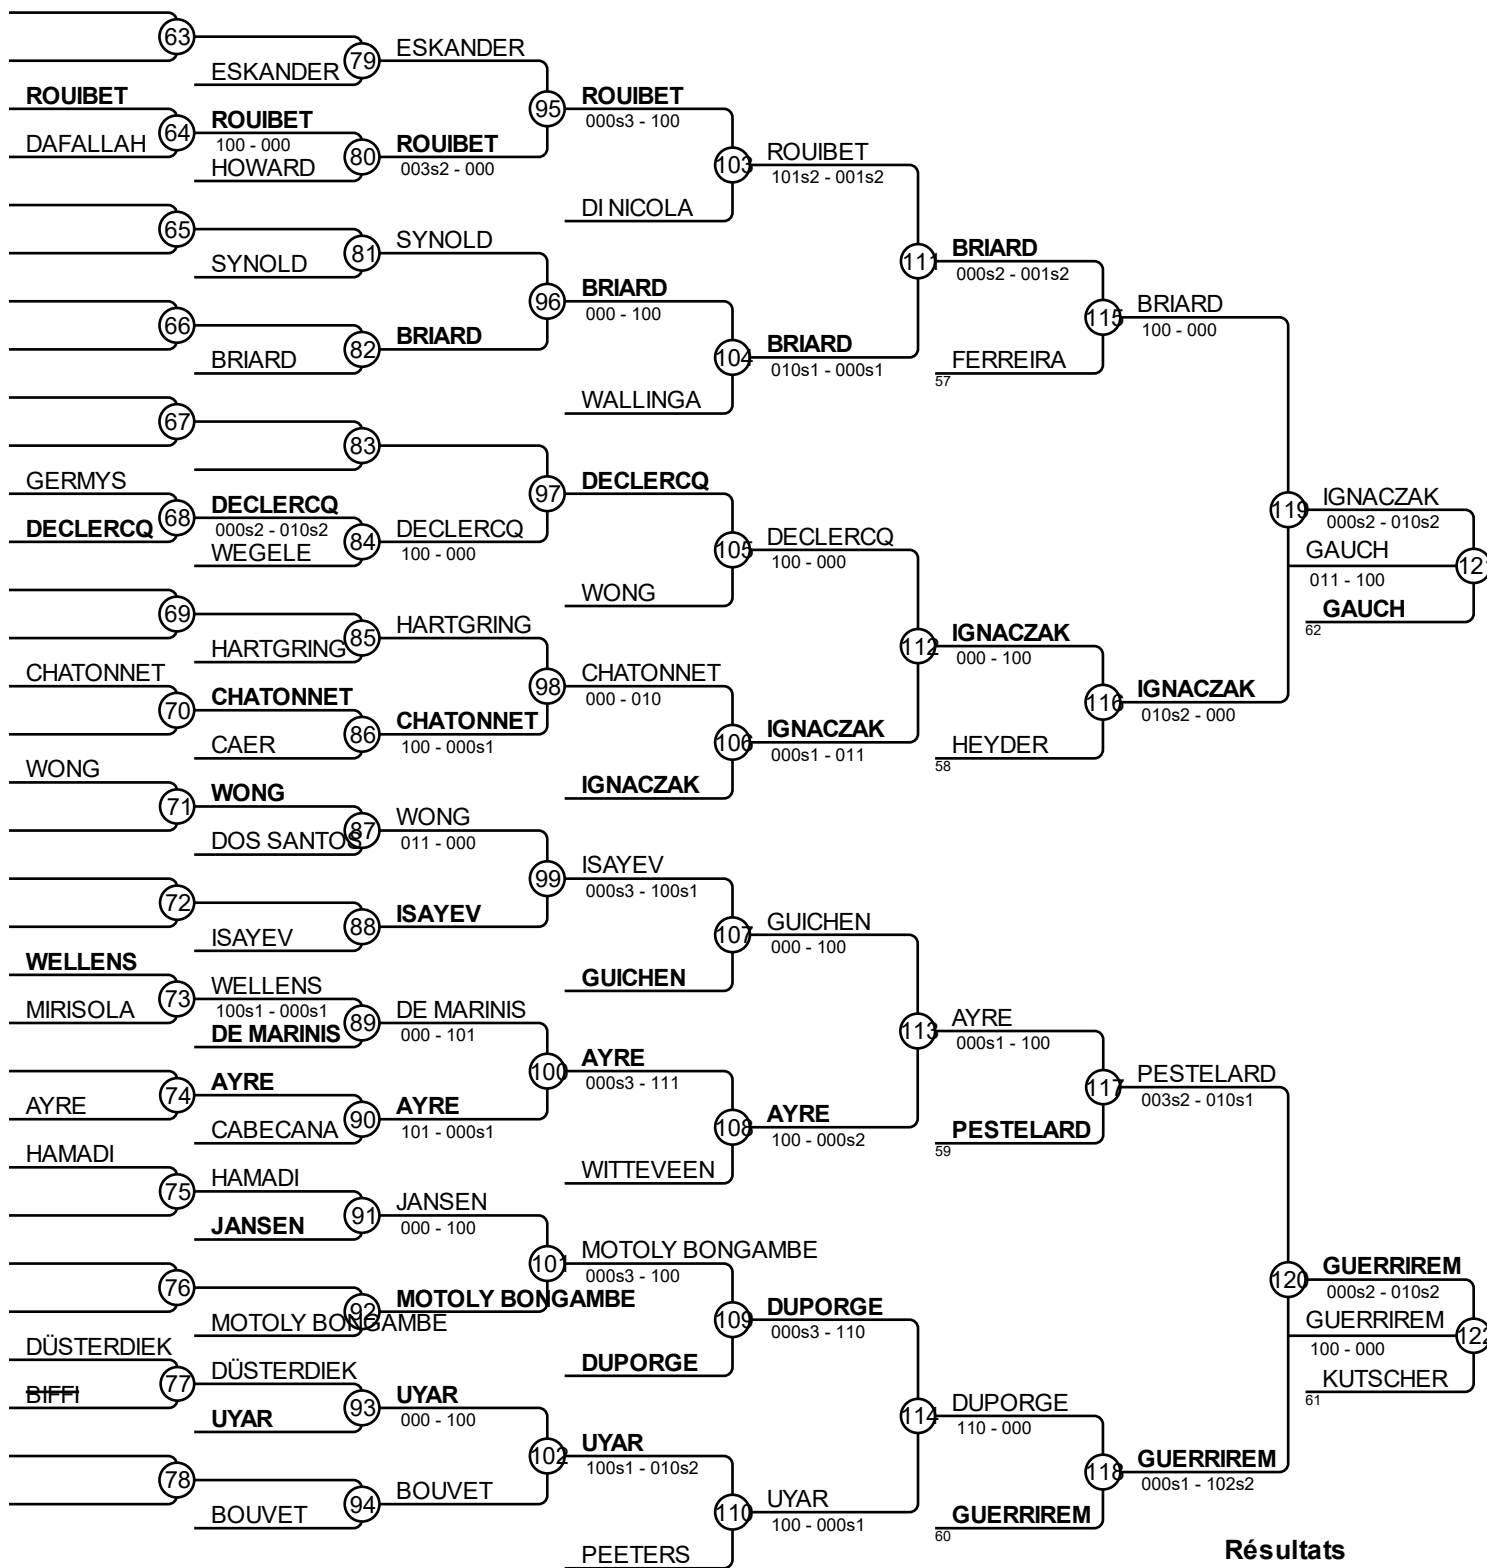 63
79
ESKANDER
ESKANDER
ROUIBET
64
DAFALLAH
ROUIBET
100 - 000
HOWARD
80
ROUIBET
003s2 - 000
95
ROUIBET
000s3 - 100
103
DI NICOLA
ROUIBET
101s2 - 001s2
65
SYNOLD
81
SYNOLD
66
BRIARD
82
BRIARD
96
BRIARD
000 - 100
104
WALLINGA
BRIARD
010s1 - 000s1
111
BRIARD
000s2 - 001s2
115
FERREIRA
57
BRIARD
100 - 000
67
83
GERMYS
68
DECLERCQ
DECLERCQ
000s2 - 010s2
WEGELE
84
DECLERCQ
100 - 000
97
DECLERCQ
105
WONG
DECLERCQ
100 - 000
69
HARTGRING
85
HARTGRING
CHATONNET
70
CHATONNET
CAER
86
CHATONNET
100 - 000s1
98
CHATONNET
000 - 010
106
IGNACZAK
IGNACZAK
000s1 - 011
112
IGNACZAK
000 - 100
116
HEYDER
58
IGNACZAK
010s2 - 000
119
IGNACZAK
000s2 - 010s2
GAUCH
011 - 100
GAUCH
62
121
WONG
71
WONG
DOS SANTOS
87
WONG
011 - 000
72
ISAYEV
88
ISAYEV
99
ISAYEV
000s3 - 100s1
107
GUICHEN
GUICHEN
000 - 100
WELLENS
73
MIRISOLA
WELLENS
100s1 - 000s1
DE MARINIS
89
DE MARINIS
000 - 101
74
AYRE
AYRE
CABECANA
90
AYRE
101 - 000s1
100
AYRE
000s3 - 111
108
WITTEVEEN
AYRE
100 - 000s2
113
AYRE
000s1 - 100
117
PESTELARD
59
PESTELARD
003s2 - 010s1
HAMADI
75
HAMADI
JANSEN
91
JANSEN
000 - 100
76
MOTOLY BONGAMBE
92
MOTOLY BONGAMBE
101
MOTOLY BONGAMBE
000s3 - 100
109
DUPORGE
DUPORGE
000s3 - 110
DÜSTERDIEK
77
BIFFI
DÜSTERDIEK
UYAR
93
UYAR
000 - 100
78
BOUVET
94
BOUVET
102
UYAR
100s1 - 010s2
110
PEETERS
UYAR
100 - 000s1
114
DUPORGE
110 - 000
118
GUERRIREM
60
GUERRIREM
000s1 - 102s2
120
GUERRIREM
000s2 - 010s2
GUERRIREM
100 - 000
KUTSCHER
61
122
Résultats